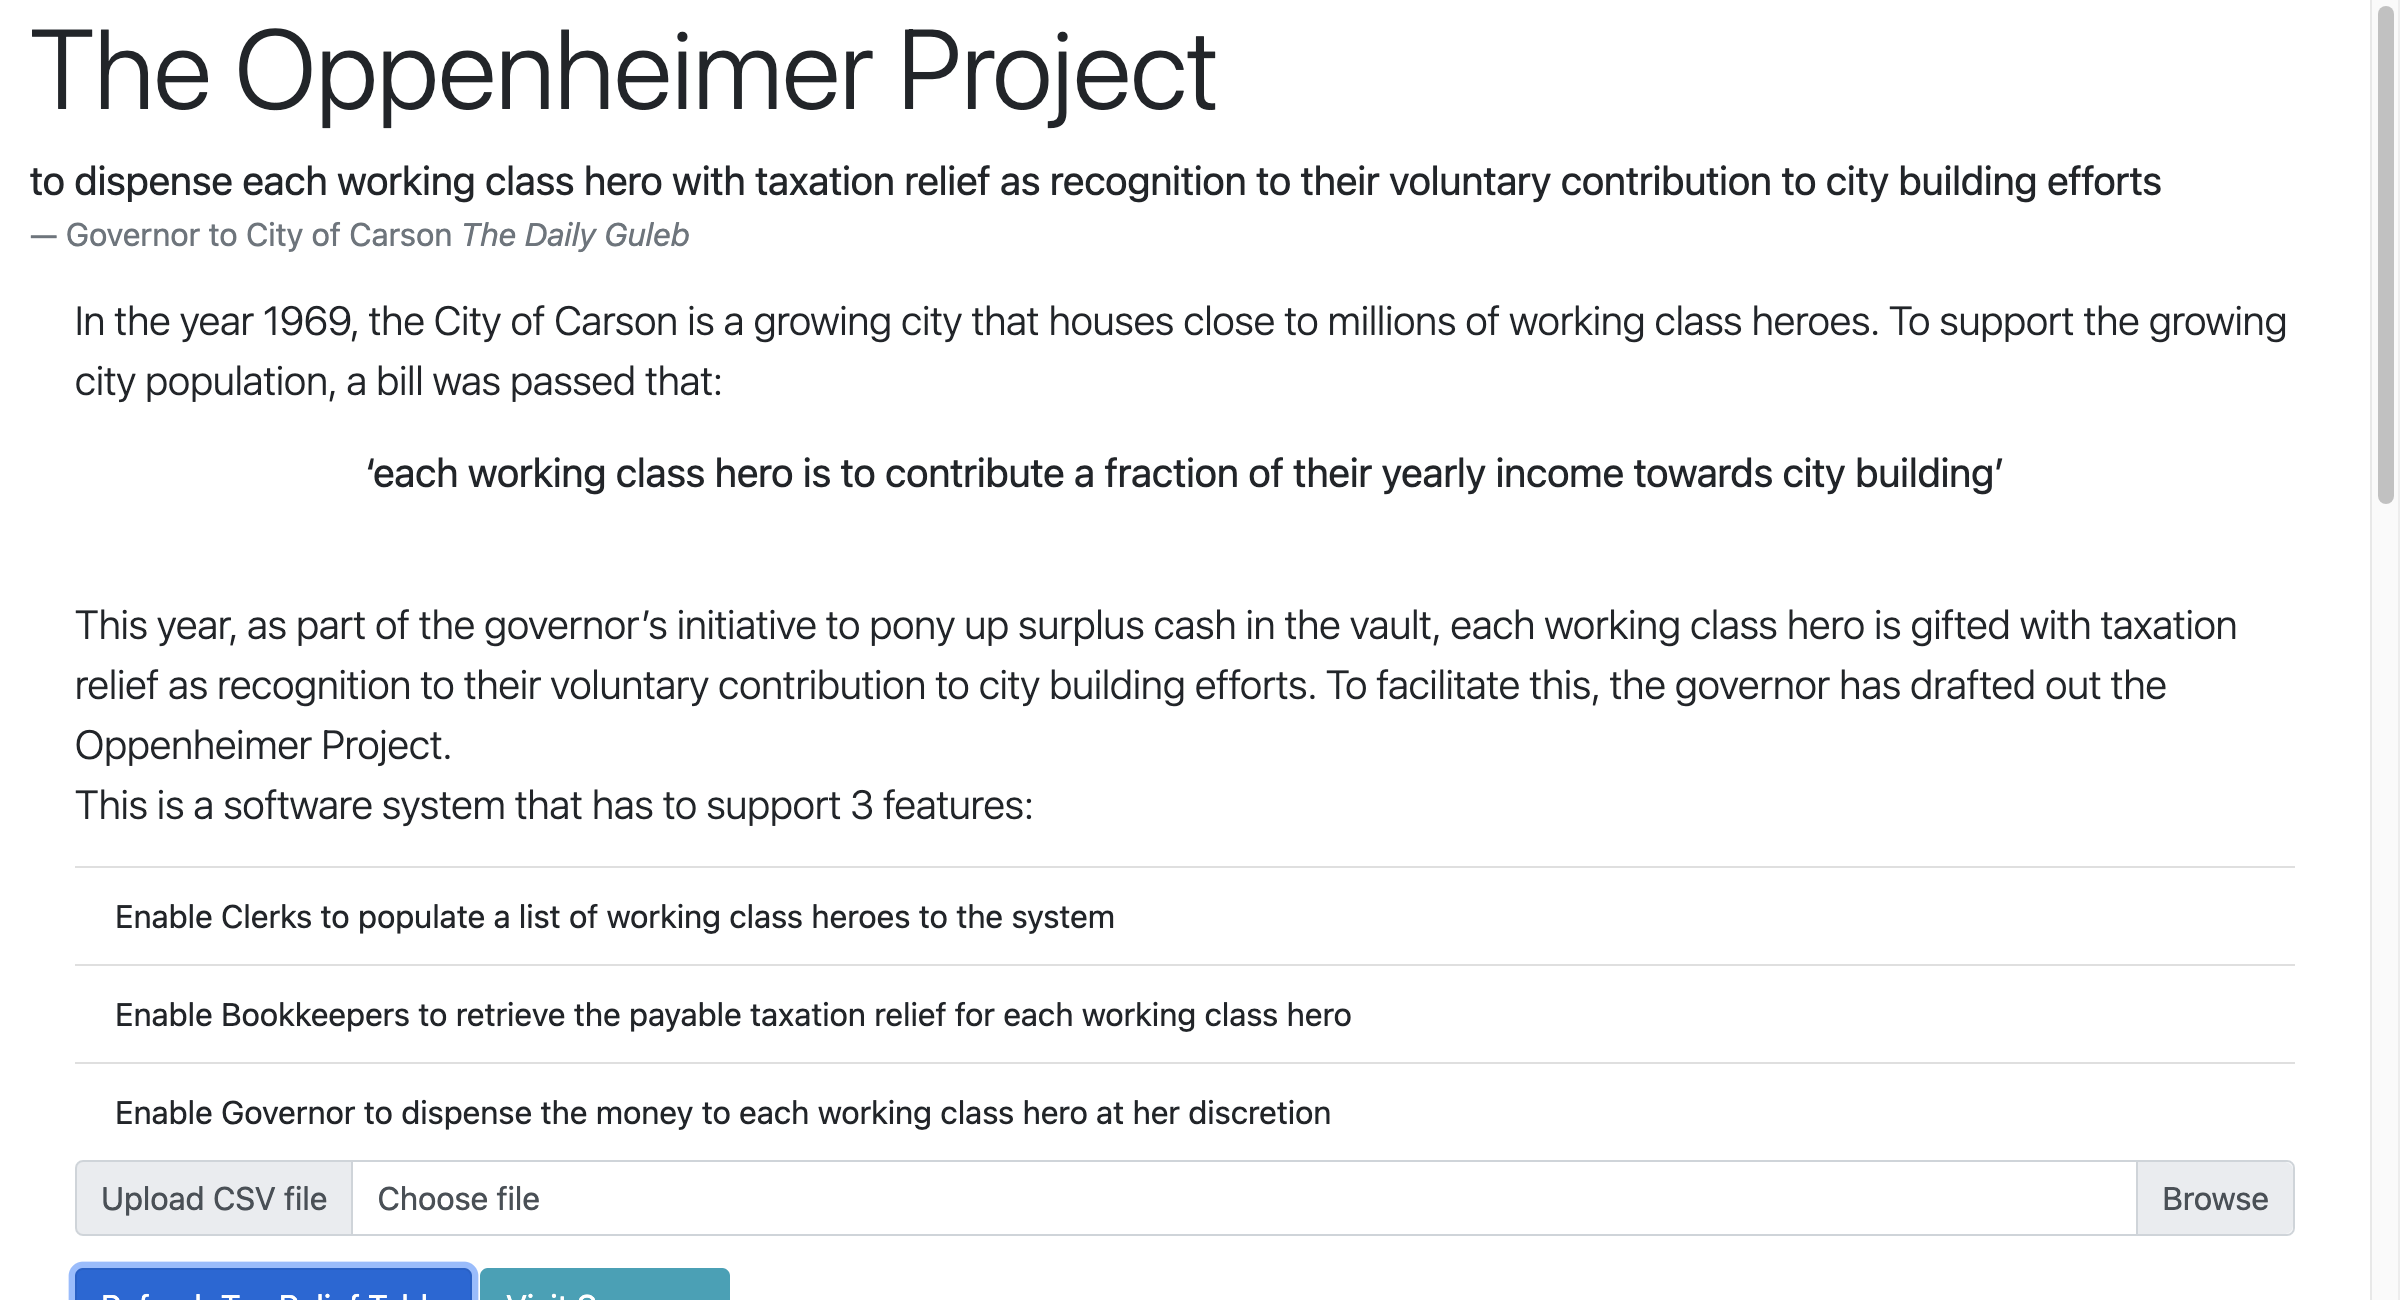 The Oppenheimer Project
to dispense each working class hero with taxation relief as recognition to their voluntary contribution to city building efforts
— Governor to City of Carson The Daily Guleb
In the year 1969, the City of Carson is a growing city that houses close to millions of working class heroes. To support the growing
city population, a bill was passed that:
‘each working class hero is to contribute a fraction of their yearly income towards city building’
This year, as part of the governor’s initiative to pony up surplus cash in the vault, each working class hero is gifted with taxation
relief as recognition to their voluntary contribution to city building efforts. To facilitate this, the governor has drafted out the
Oppenheimer Project.
This is a software system that has to support 3 features:
Enable Clerks to populate a list of working class heroes to the system
Enable Bookkeepers to retrieve the payable taxation relief for each working class hero
Enable Governor to dispense the money to each working class hero at her discretion
Upload CSV file Choose file Browse